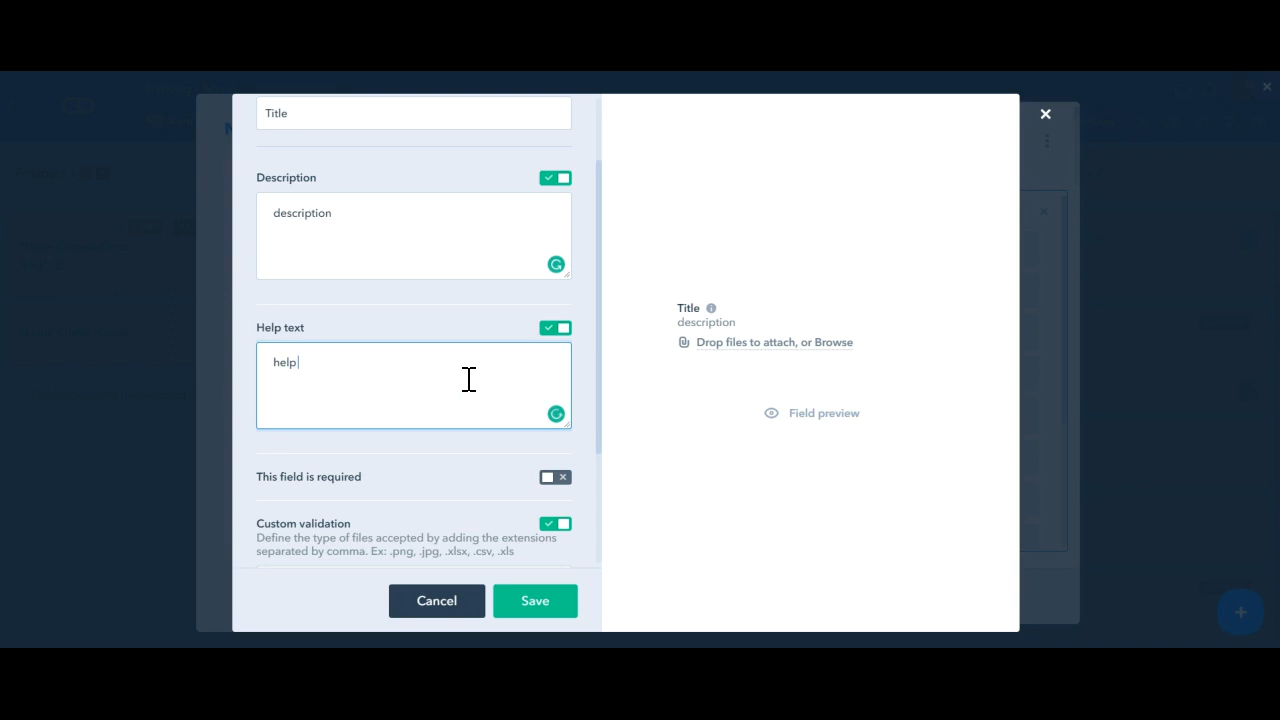 Title
Description
description
Help text
help
This field is required
Custom validation
Define the type of files accepted by adding the extensions
separated by comma. Ex: .png, .jpg, .xlsx, .csv, .xls
Cancel
Save
Title
description
Drop files to attach, or Browse
Field preview